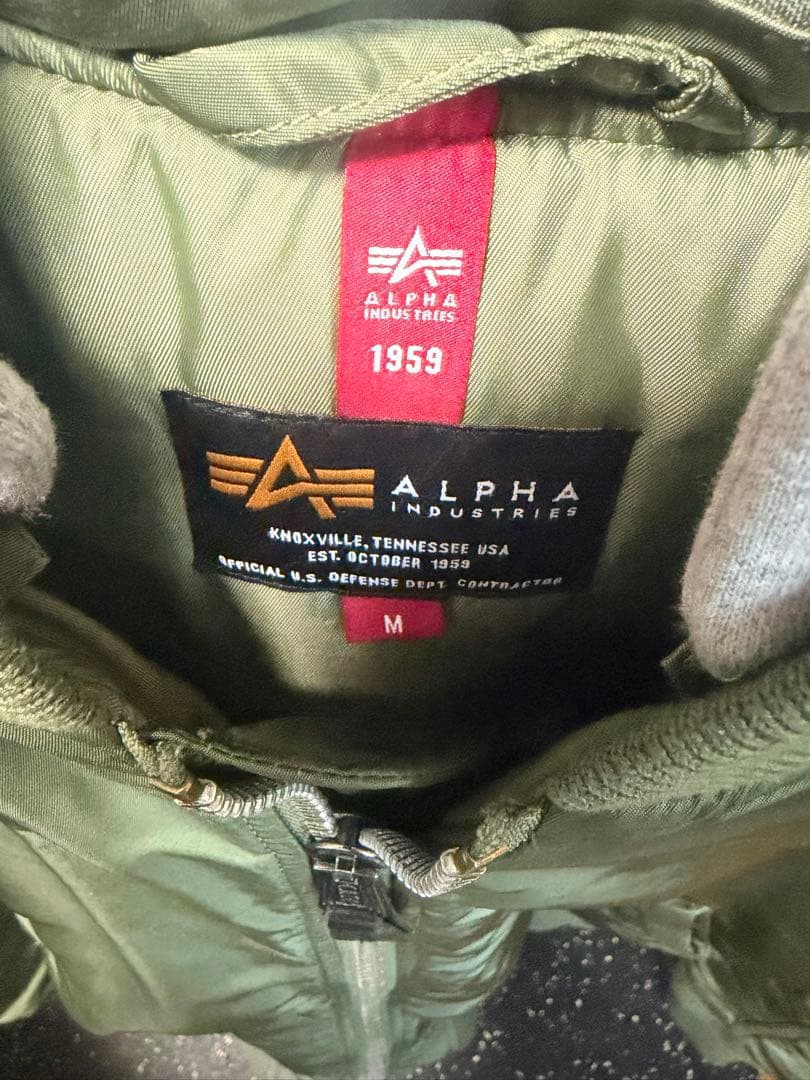 ALPHA
INDUSTRIES
1959
ALPHA
INDUSTRIES
KNOXVILLE, TENNESSEE USA
EST. OCTOBER 1959
OFFICIAL U.S. DEFENSE DEPT. CONTRACTOR
M